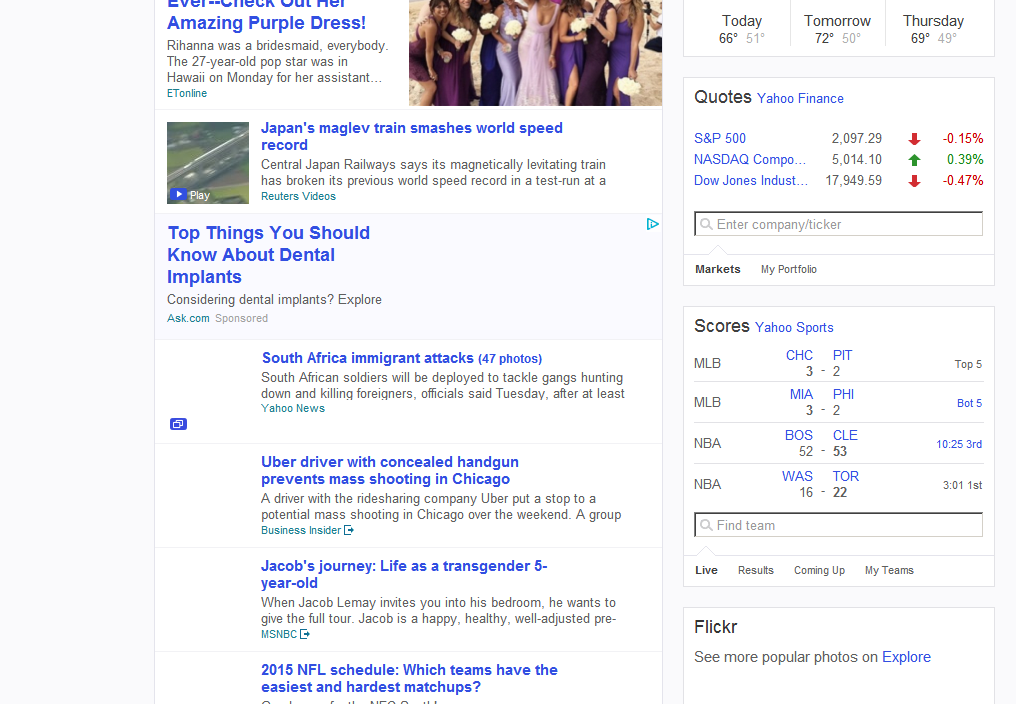 Ever--Check Out Her
Amazing Purple Dress!
Rihanna was a bridesmaid, everybody.
The 27-year-old pop star was in
Hawaii on Monday for her assistant…
ETonline
Japan's maglev train smashes world speed
record
Central Japan Railways says its magnetically levitating train
has broken its previous world speed record in a test-run at a
Reuters Videos
Play
Top Things You Should
Know About Dental
Implants
Considering dental implants? Explore
Ask.com Sponsored
South Africa immigrant attacks (47 photos)
South African soldiers will be deployed to tackle gangs hunting
down and killing foreigners, officials said Tuesday, after at least
Yahoo News
Uber driver with concealed handgun
prevents mass shooting in Chicago
A driver with the ridesharing company Uber put a stop to a
potential mass shooting in Chicago over the weekend. A group
Business Insider
Jacob's journey: Life as a transgender 5-
year-old
When Jacob Lemay invites you into his bedroom, he wants to
give the full tour. Jacob is a happy, healthy, well-adjusted pre-
MSNBC
2015 NFL schedule: Which teams have the
easiest and hardest matchups?
Today Tomorrow Thursday
66° 51° 72° 50° 69° 49°
Quotes Yahoo Finance
S&P 500 2,097.29 -0.15%
NASDAQ Compo… 5,014.10 0.39%
Dow Jones Indust… 17,949.59 -0.47%
Enter company/ticker
Markets My Portfolio
Scores Yahoo Sports
MLB CHC PIT Top 5
3 - 2
MLB MIA PHI Bot 5
3 - 2
NBA BOS CLE 10:25 3rd
52 - 53
NBA WAS TOR 3:01 1st
16 - 22
Find team
Live Results Coming Up My Teams
Flickr
See more popular photos on Explore